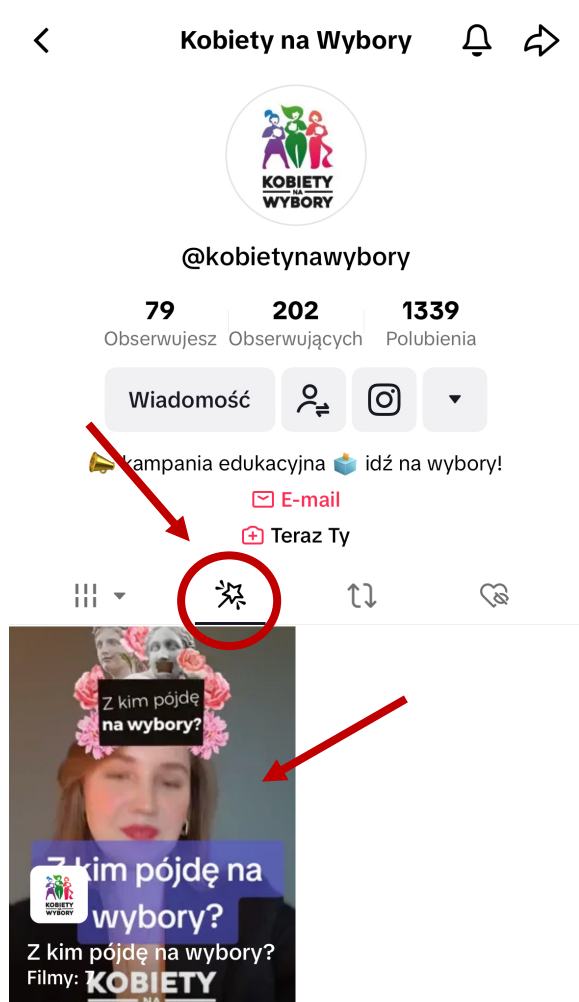 Kobiety na Wybory
KOBIETY
NA
WYBORY
@kobietynawybory
79 202 1339
Obserwujesz Obserwujących Polubienia
Wiadomość
kampania edukacyjna idź na wybory!
E-mail
Teraz Ty
Z kim pójdę
na wybory?
Z kim pójdę na
wybory?
KOBIETY
NA
WYBORY
Z kim pójdę na wybory?
Filmy: 7
KOBIETY
NA